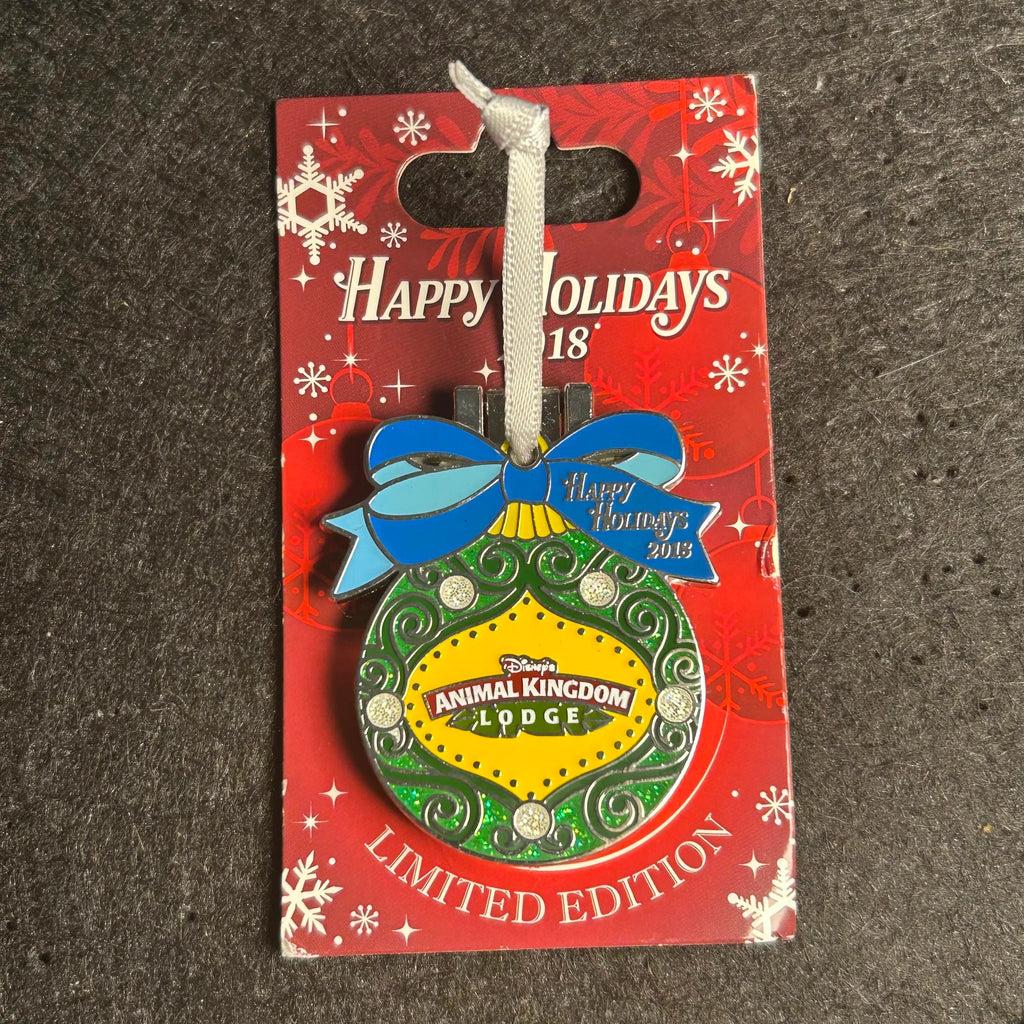 HAPPY HOLIDAYS
2018
HAPPY
HOLIDAYS
2018
DISNEY'S
ANIMAL KINGDOM
LODGE
LIMITED EDITION